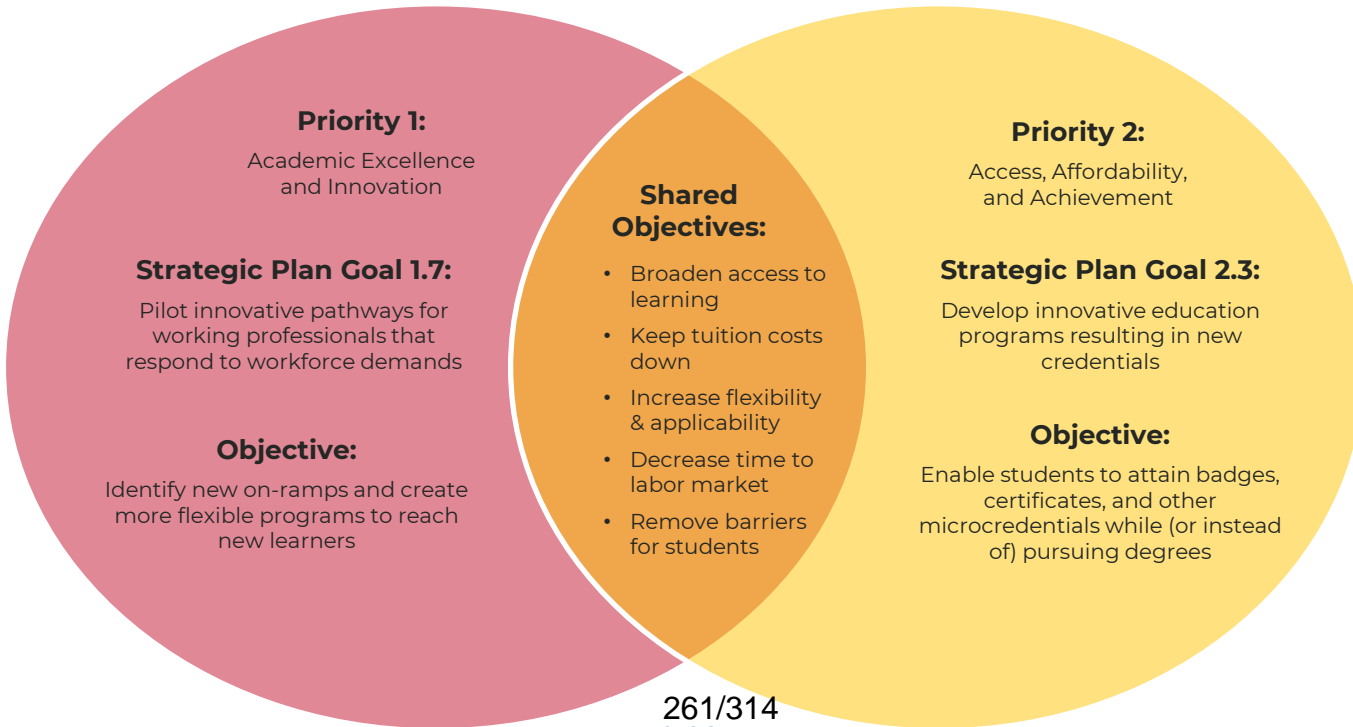 Priority 1:
Academic Excellence
and Innovation
Strategic Plan Goal 1.7:
Pilot innovative pathways for
working professionals that
respond to workforce demands
Objective:
Identify new on-ramps and create
more flexible programs to reach
new learners
Shared
Objectives:
• Broaden access to
learning
• Keep tuition costs
down
• Increase flexibility
& applicability
• Decrease time to
labor market
• Remove barriers
for students
Priority 2:
Access, Affordability,
and Achievement
Strategic Plan Goal 2.3:
Develop innovative education
programs resulting in new
credentials
Objective:
Enable students to attain badges,
certificates, and other
microcredentials while (or instead
of) pursuing degrees
261/314